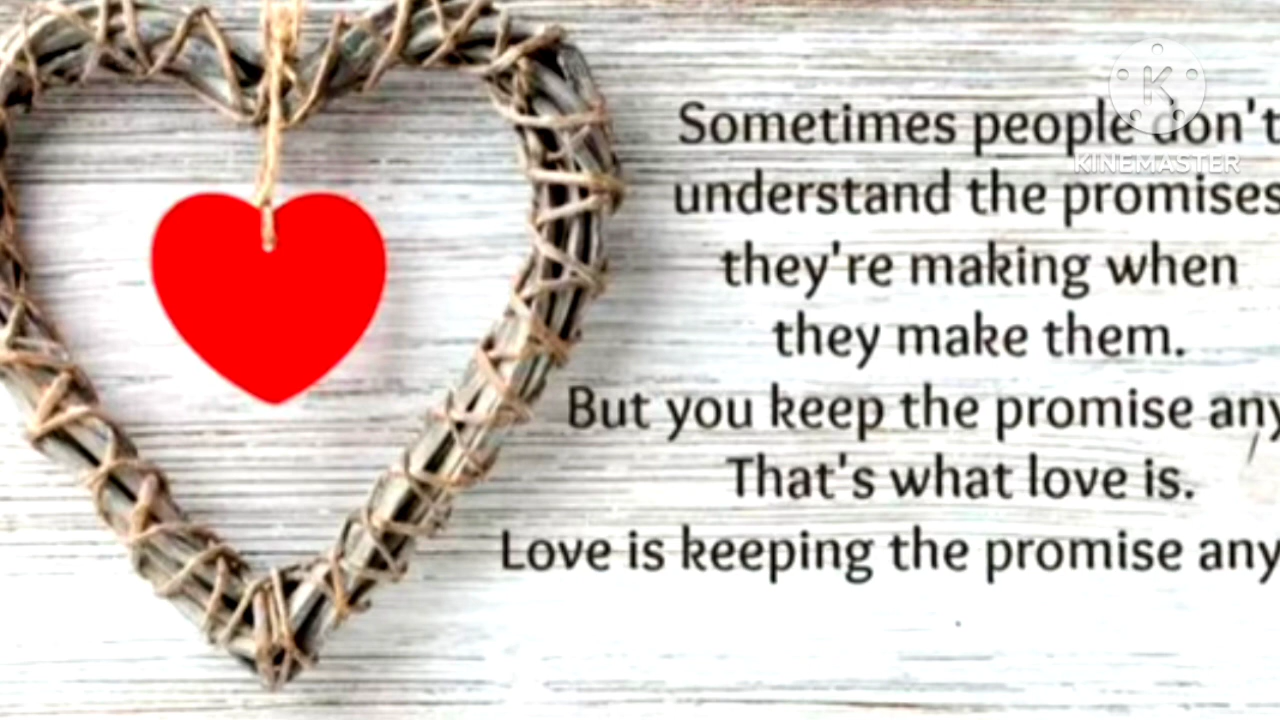 Sometimes people don't
understand the promises
they're making when
they make them.
But you keep the promise any
That's what love is.
Love is keeping the promise any
K
KINEMASTER